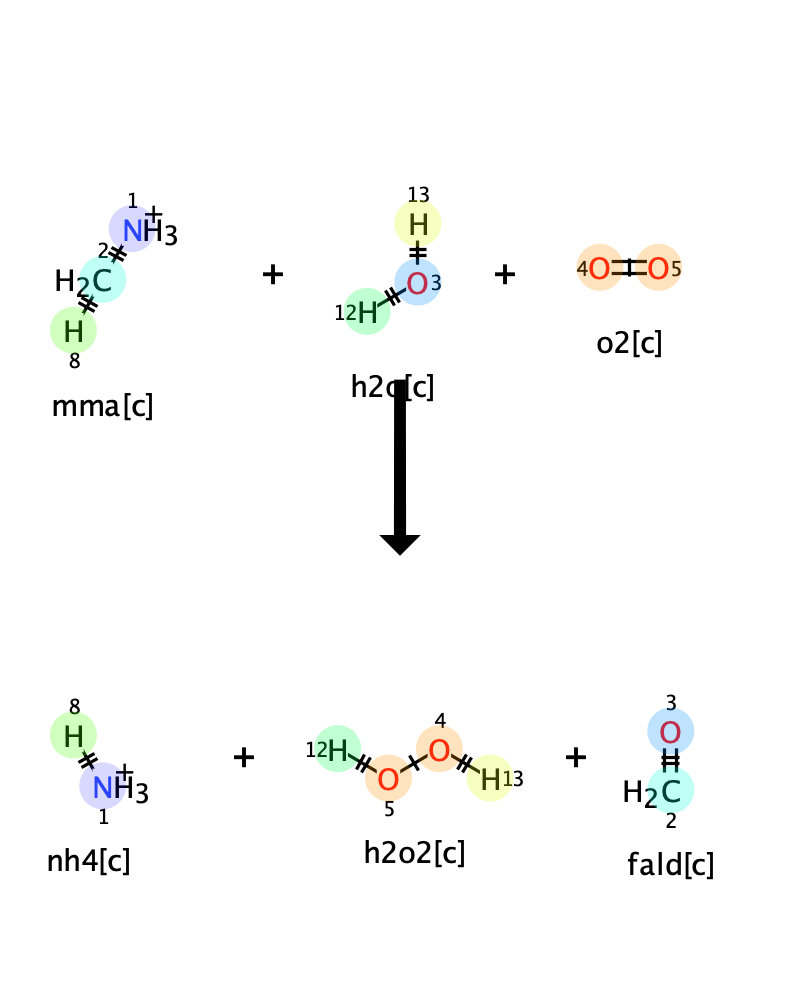 1
NH3+
2
H2C
H
8
mma[c]
+
13
H
O3
12H
h2o[c]
+
4O O5
o2[c]
8
H
NH3+
1
nh4[c]
+
12H
4
O
O
5
H13
h2o2[c]
+
3
O
H2C
2
fald[c]